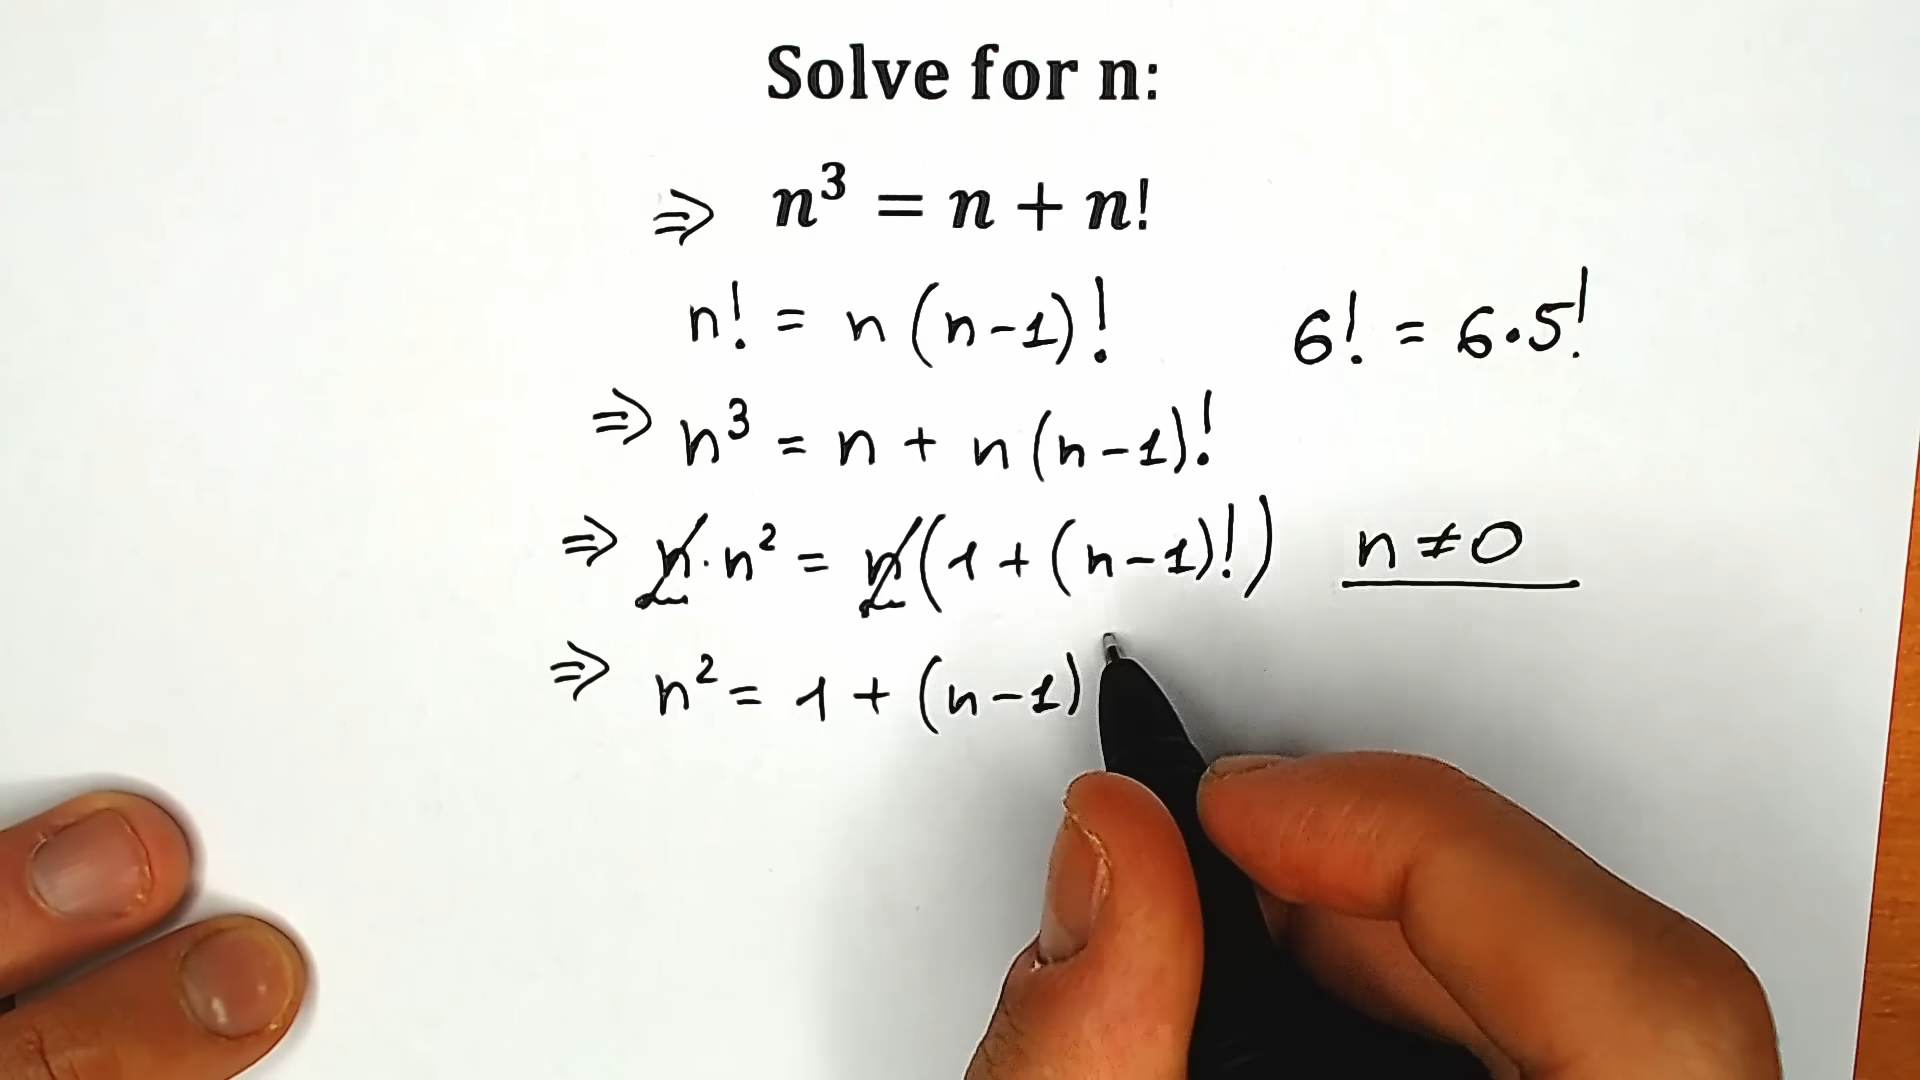 Solve for n:
⇒ n³ = n + n!
n! = n(n-1)!
6! = 6·5!
⇒ n³ = n + n(n-1)!
⇒ n·n² = n(1+(n-1)!)
n ≠ 0
⇒ n² = 1 + (n-1)